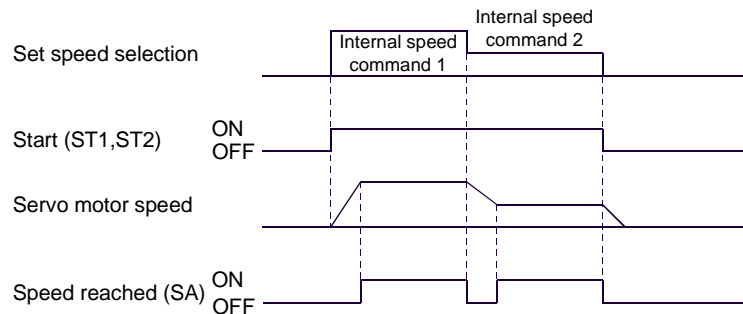 Internal speed
command 2
Internal speed
command 1
Set speed selection
ON
Start (ST1,ST2)
OFF
Servo motor speed
ON
Speed reached (SA)
OFF